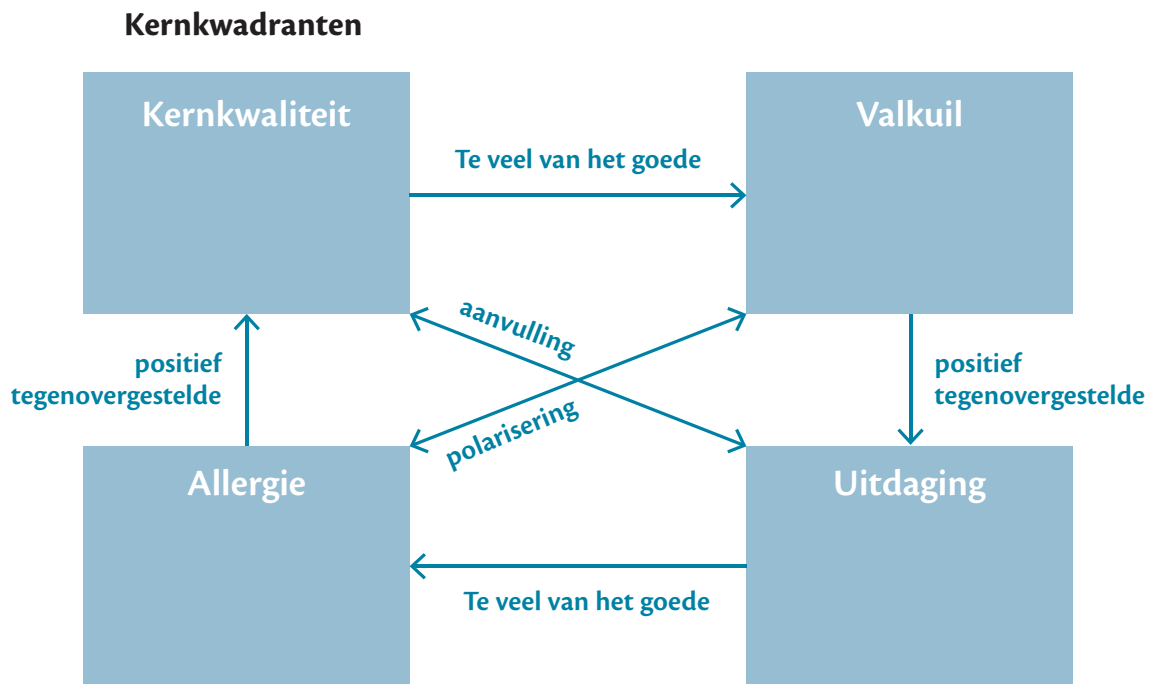 Kernkwadranten
Kernkwaliteit
Valkuil
Te veel van het goede
aanvulling
positief
tegenovergestelde
positief
tegenovergestelde
polarisering
Allergie
Uitdaging
Te veel van het goede